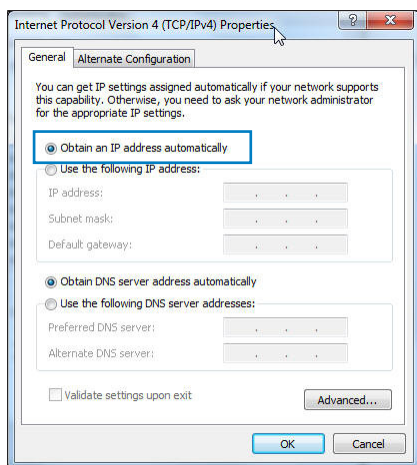 Internet Protocol Version 4 (TCP/IPv4) Properties
General
Alternate Configuration
You can get IP settings assigned automatically if your network supports
this capability. Otherwise, you need to ask your network administrator
for the appropriate IP settings.
Obtain an IP address automatically
Use the following IP address:
IP address:
Subnet mask:
Default gateway:
Obtain DNS server address automatically
Use the following DNS server addresses:
Preferred DNS server:
Alternate DNS server:
Validate settings upon exit
Advanced...
OK
Cancel